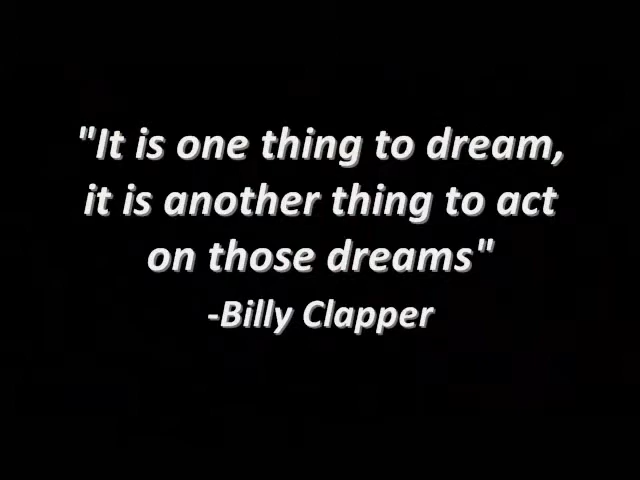 "It is one thing to dream,
it is another thing to act
on those dreams"
-Billy Clapper